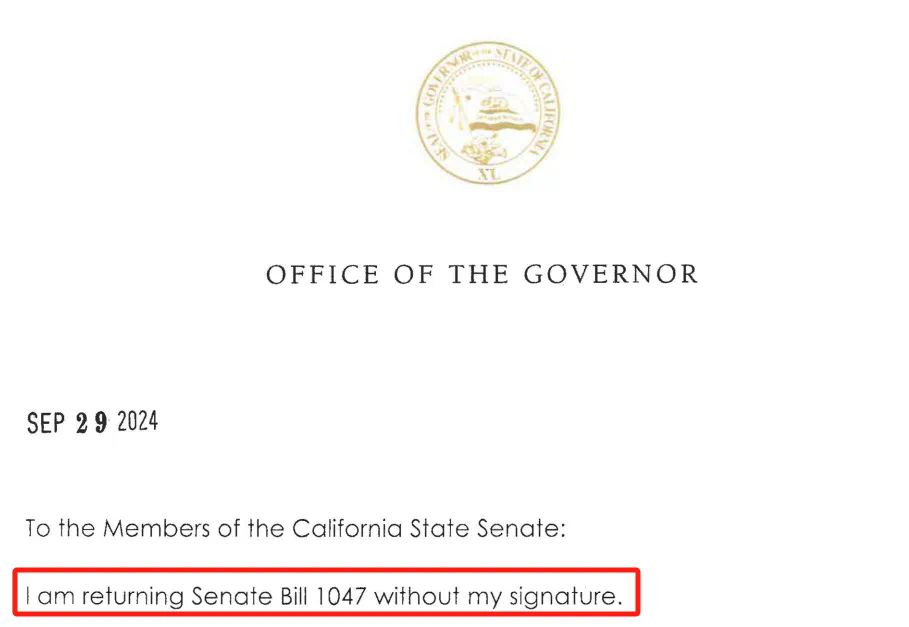 SEAL OF THE GOVERNOR OF THE STATE OF CALIFORNIA
XL
OFFICE OF THE GOVERNOR
SEP 29 2024
To the Members of the California State Senate:
I am returning Senate Bill 1047 without my signature.